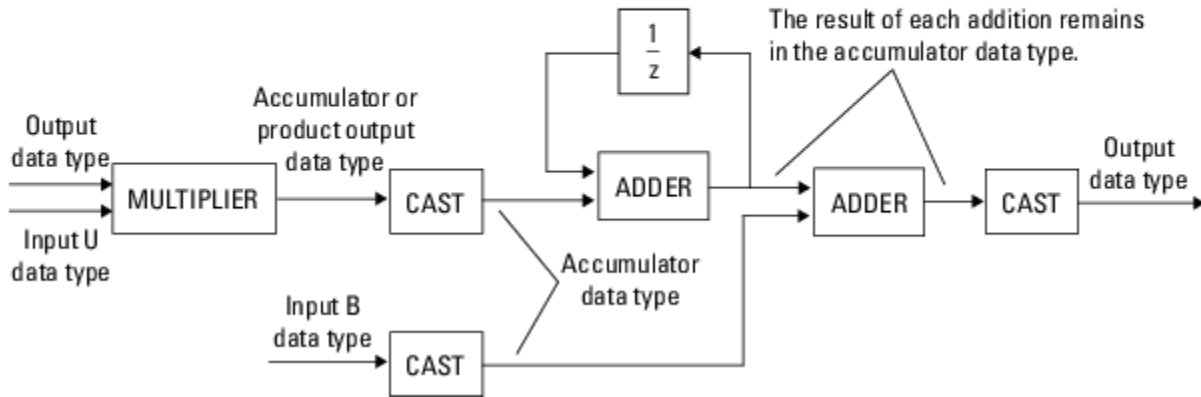 The result of each addition remains
in the accumulator data type.
1
z
Accumulator or
product output
data type
Output
data type
MULTIPLIER
CAST
ADDER
ADDER
CAST
Output
data type
Input U
data type
Accumulator
data type
Input B
data type
CAST